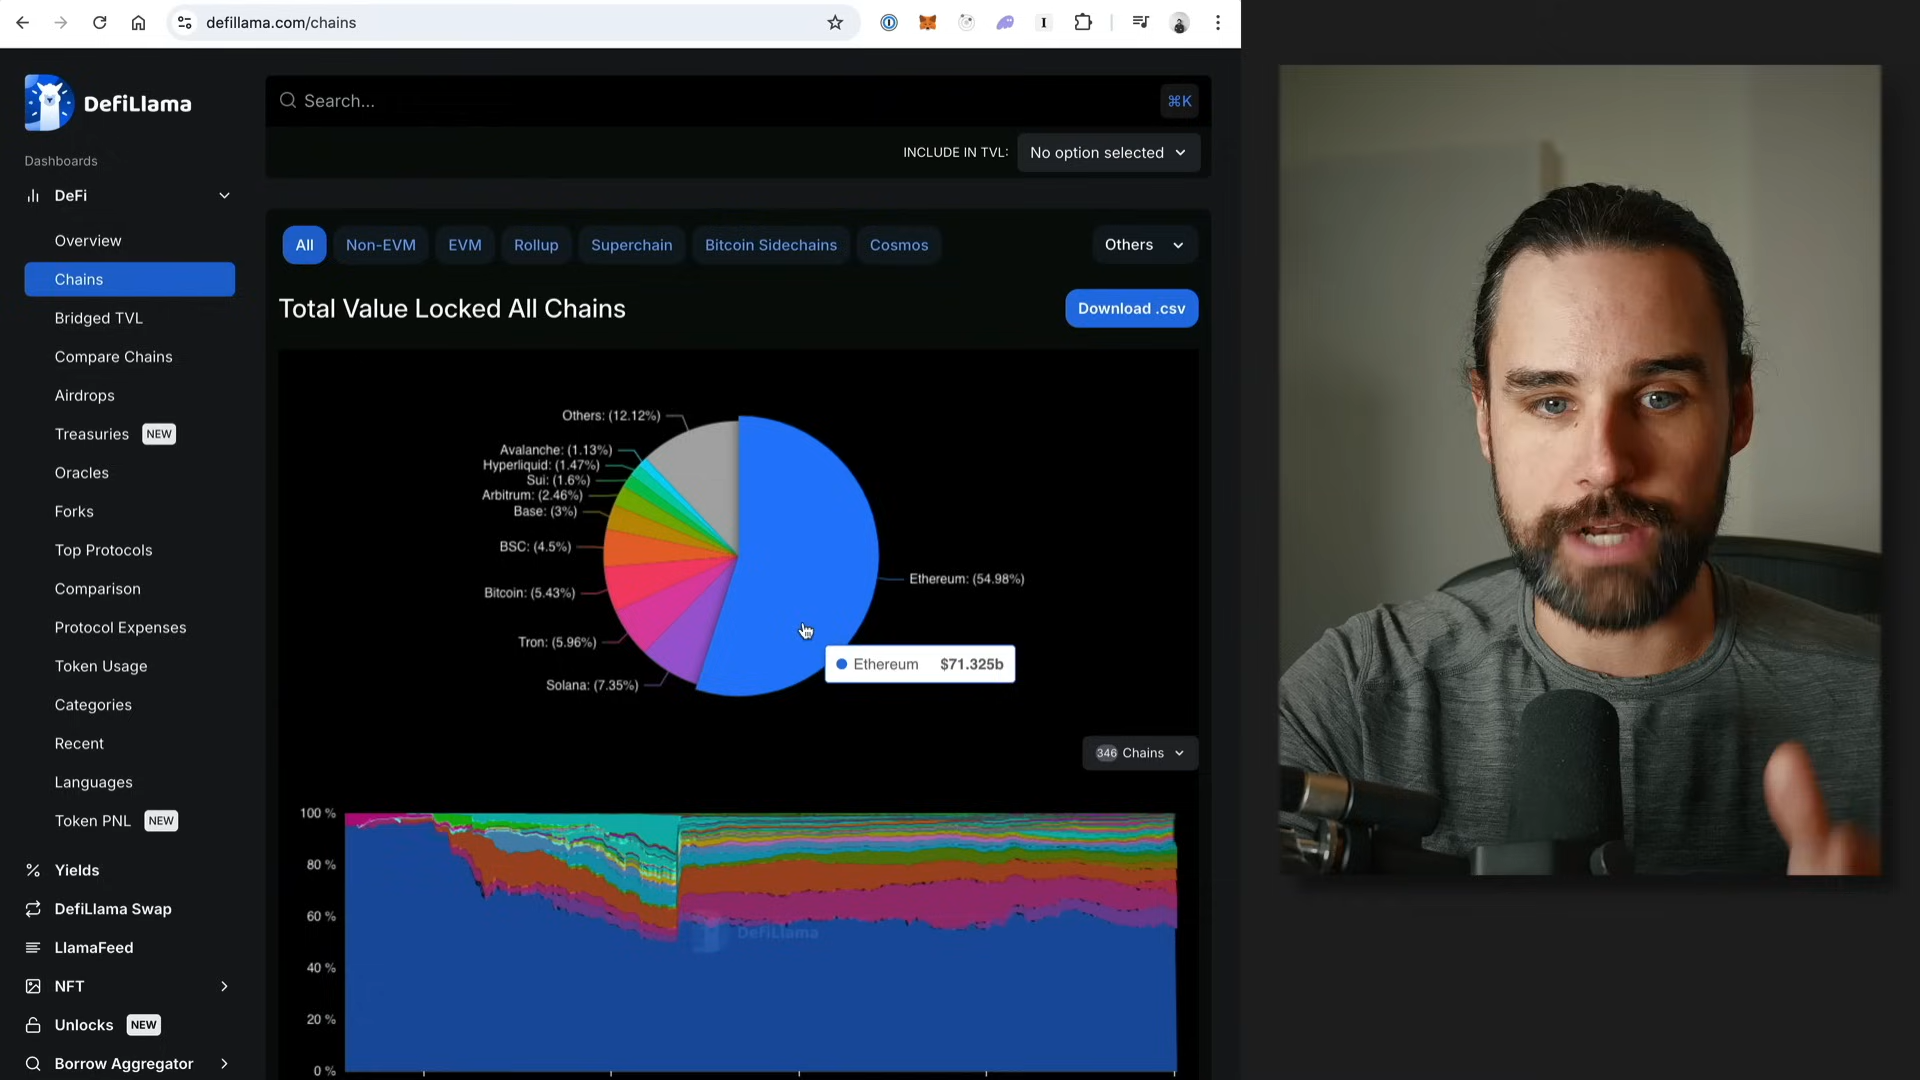 defillama.com/chains
DefiLlama
Search...
⌘K
INCLUDE IN TVL:
No option selected
Dashboards
DeFi
Overview
Chains
Bridged TVL
Compare Chains
Airdrops
Treasuries NEW
Oracles
Forks
Top Protocols
Comparison
Protocol Expenses
Token Usage
Categories
Recent
Languages
Token PNL NEW
Yields
DefiLlama Swap
LlamaFeed
NFT
Unlocks NEW
Borrow Aggregator
All
Non-EVM
EVM
Rollup
Superchain
Bitcoin Sidechains
Cosmos
Others
Total Value Locked All Chains
Download .csv
Others: (12.12%)
Avalanche: (1.13%)
Hyperliquid: (1.47%)
Sui: (1.6%)
Arbitrum: (2.46%)
Base: (3%)
BSC: (4.5%)
Bitcoin: (5.43%)
Tron: (5.96%)
Solana: (7.35%)
Ethereum: (54.98%)
Ethereum $71.325b
346 Chains
100 %
80 %
60 %
40 %
20 %
0 %
DefiLlama